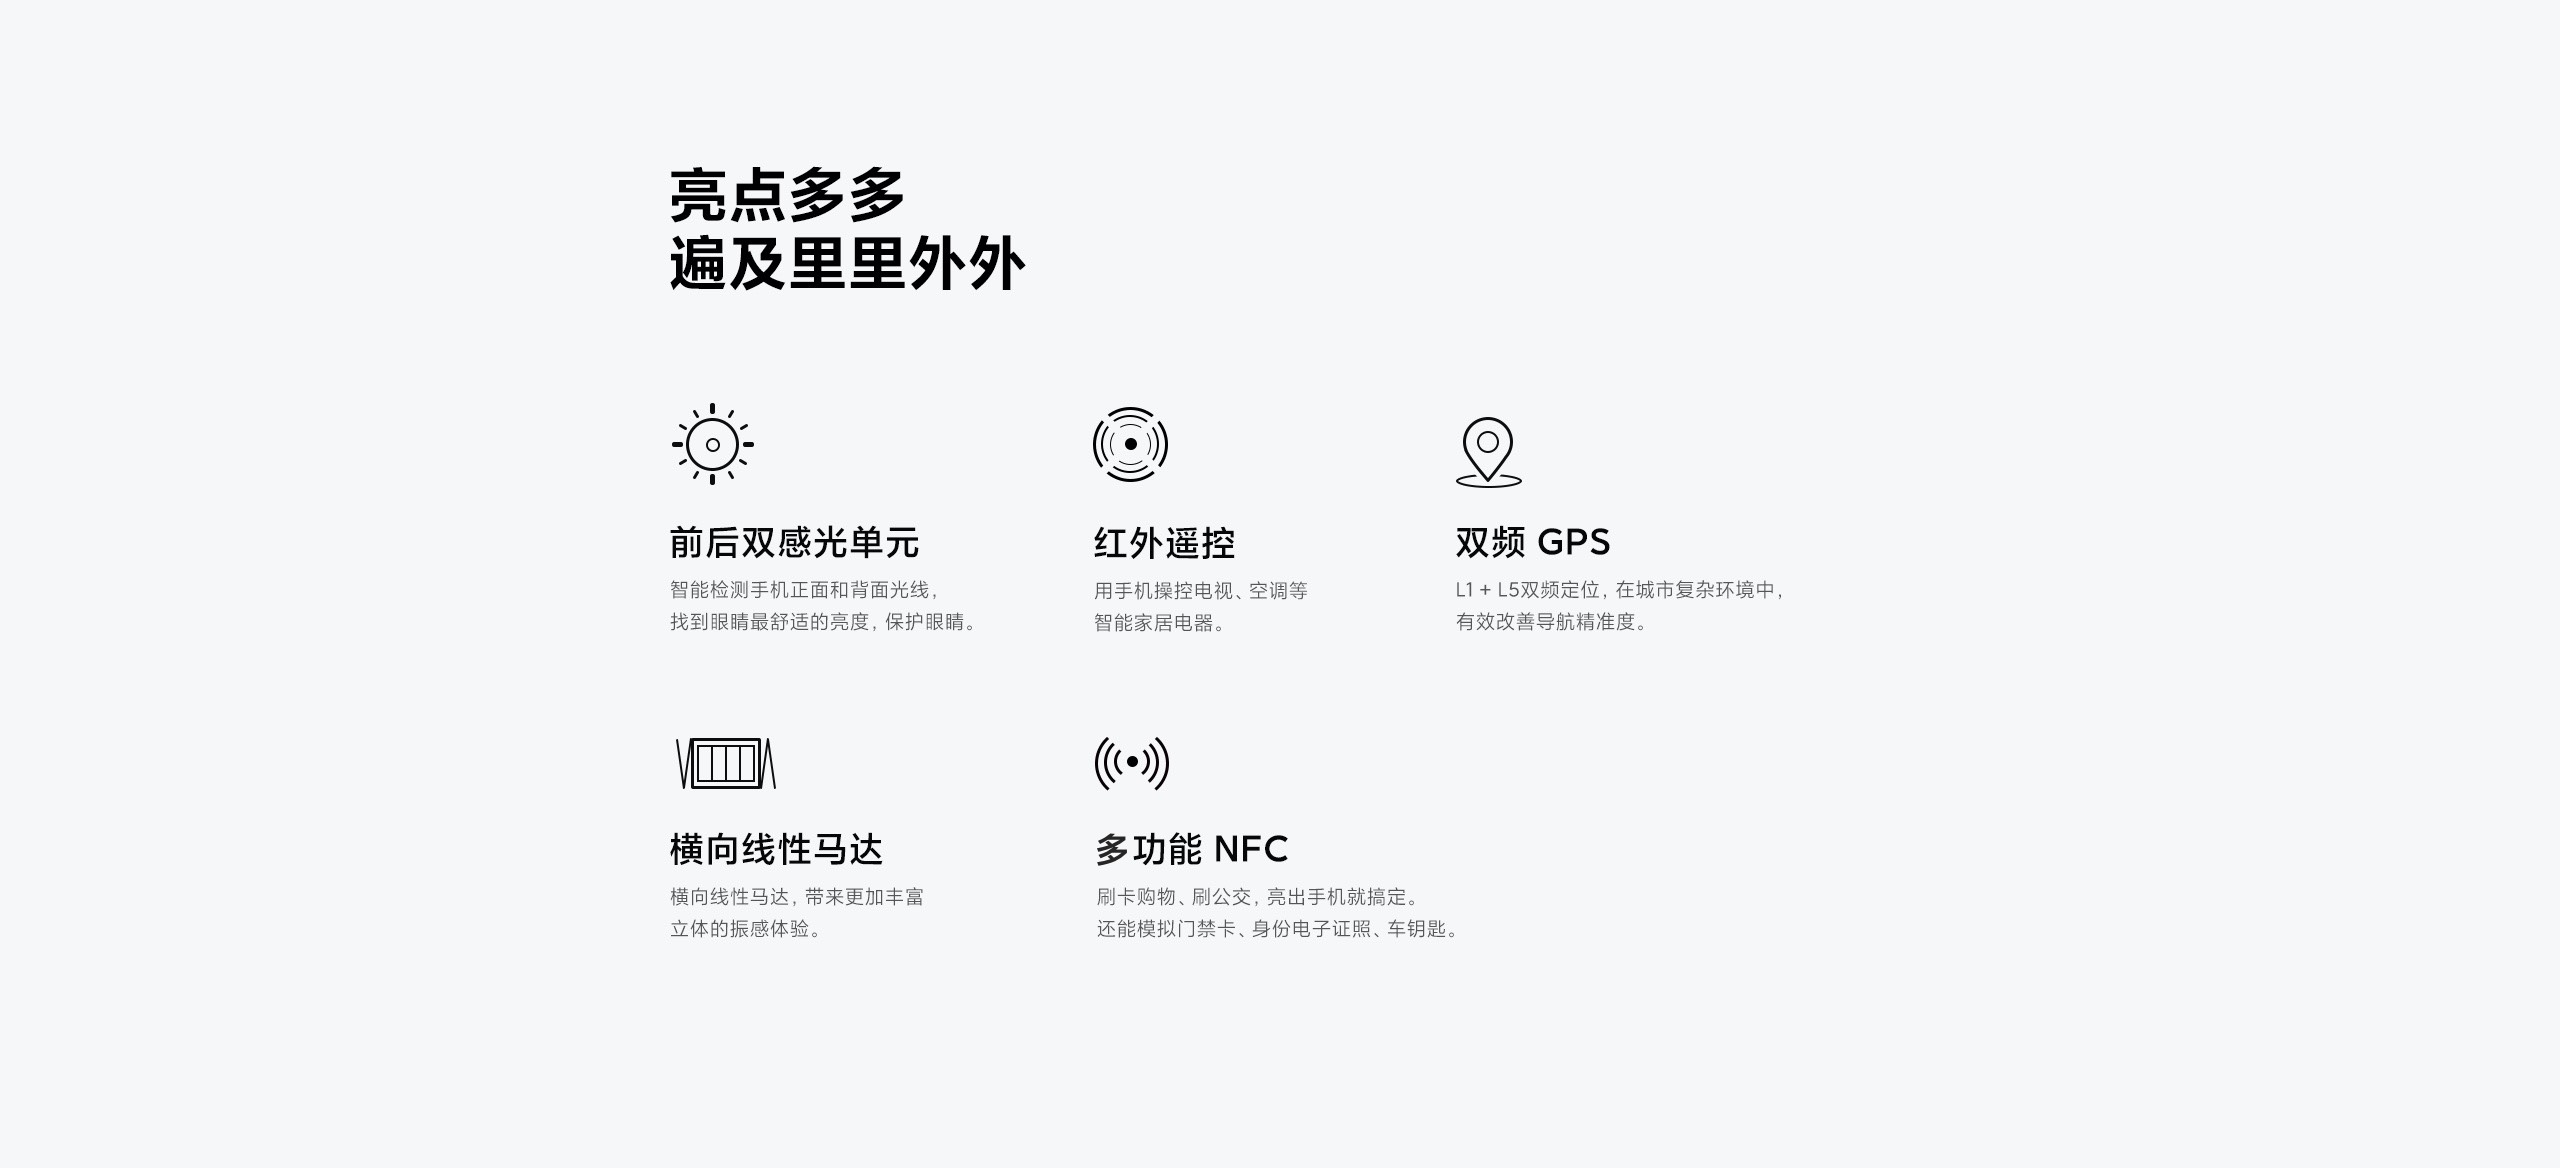 亮点多多
遍及里里外外
前后双感光单元
智能检测手机正面和背面光线，
找到眼睛最舒适的亮度，保护眼睛。
红外遥控
用手机操控电视、空调等
智能家居电器。
双频 GPS
L1 + L5双频定位，在城市复杂环境中，
有效改善导航精准度。
横向线性马达
横向线性马达，带来更加丰富
立体的振感体验。
多功能 NFC
刷卡购物、刷公交，亮出手机就搞定。
还能模拟门禁卡、身份电子证照、车钥匙。